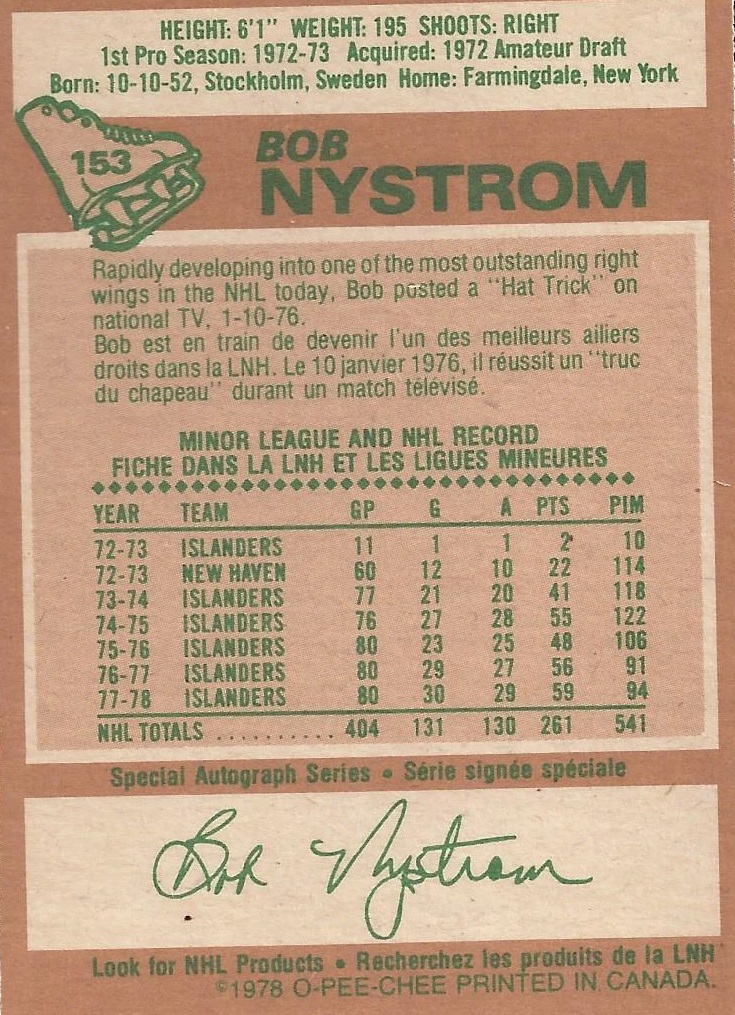 HEIGHT: 6'1" WEIGHT: 195 SHOOTS: RIGHT
1st Pro Season: 1972-73 Acquired: 1972 Amateur Draft
Born: 10-10-52, Stockholm, Sweden Home: Farmingdale, New York
153
BOB
NYSTROM
Rapidly developing into one of the most outstanding right
wings in the NHL today, Bob posted a "Hat Trick" on
national TV, 1-10-76.
Bob est en train de devenir l'un des meilleurs ailiers
droits dans la LNH. Le 10 janvier 1976, il réussit un "truc
du chapeau" durant un match télévisé.
MINOR LEAGUE AND NHL RECORD
FICHE DANS LA LNH ET LES LIGUES MINEURES
YEAR TEAM GP G A PTS PIM
72-73 ISLANDERS 11 1 1 2 10
72-73 NEW HAVEN 60 12 10 22 114
73-74 ISLANDERS 77 21 20 41 118
74-75 ISLANDERS 76 27 28 55 122
75-76 ISLANDERS 80 23 25 48 106
76-77 ISLANDERS 80 29 27 56 91
77-78 ISLANDERS 80 30 29 59 94
NHL TOTALS .......... 404 131 130 261 541
Special Autograph Series • Série signée spéciale
Bob Nystrom
Look for NHL Products • Recherchez les produits de la LNH
©1978 O-PEE-CHEE PRINTED IN CANADA.